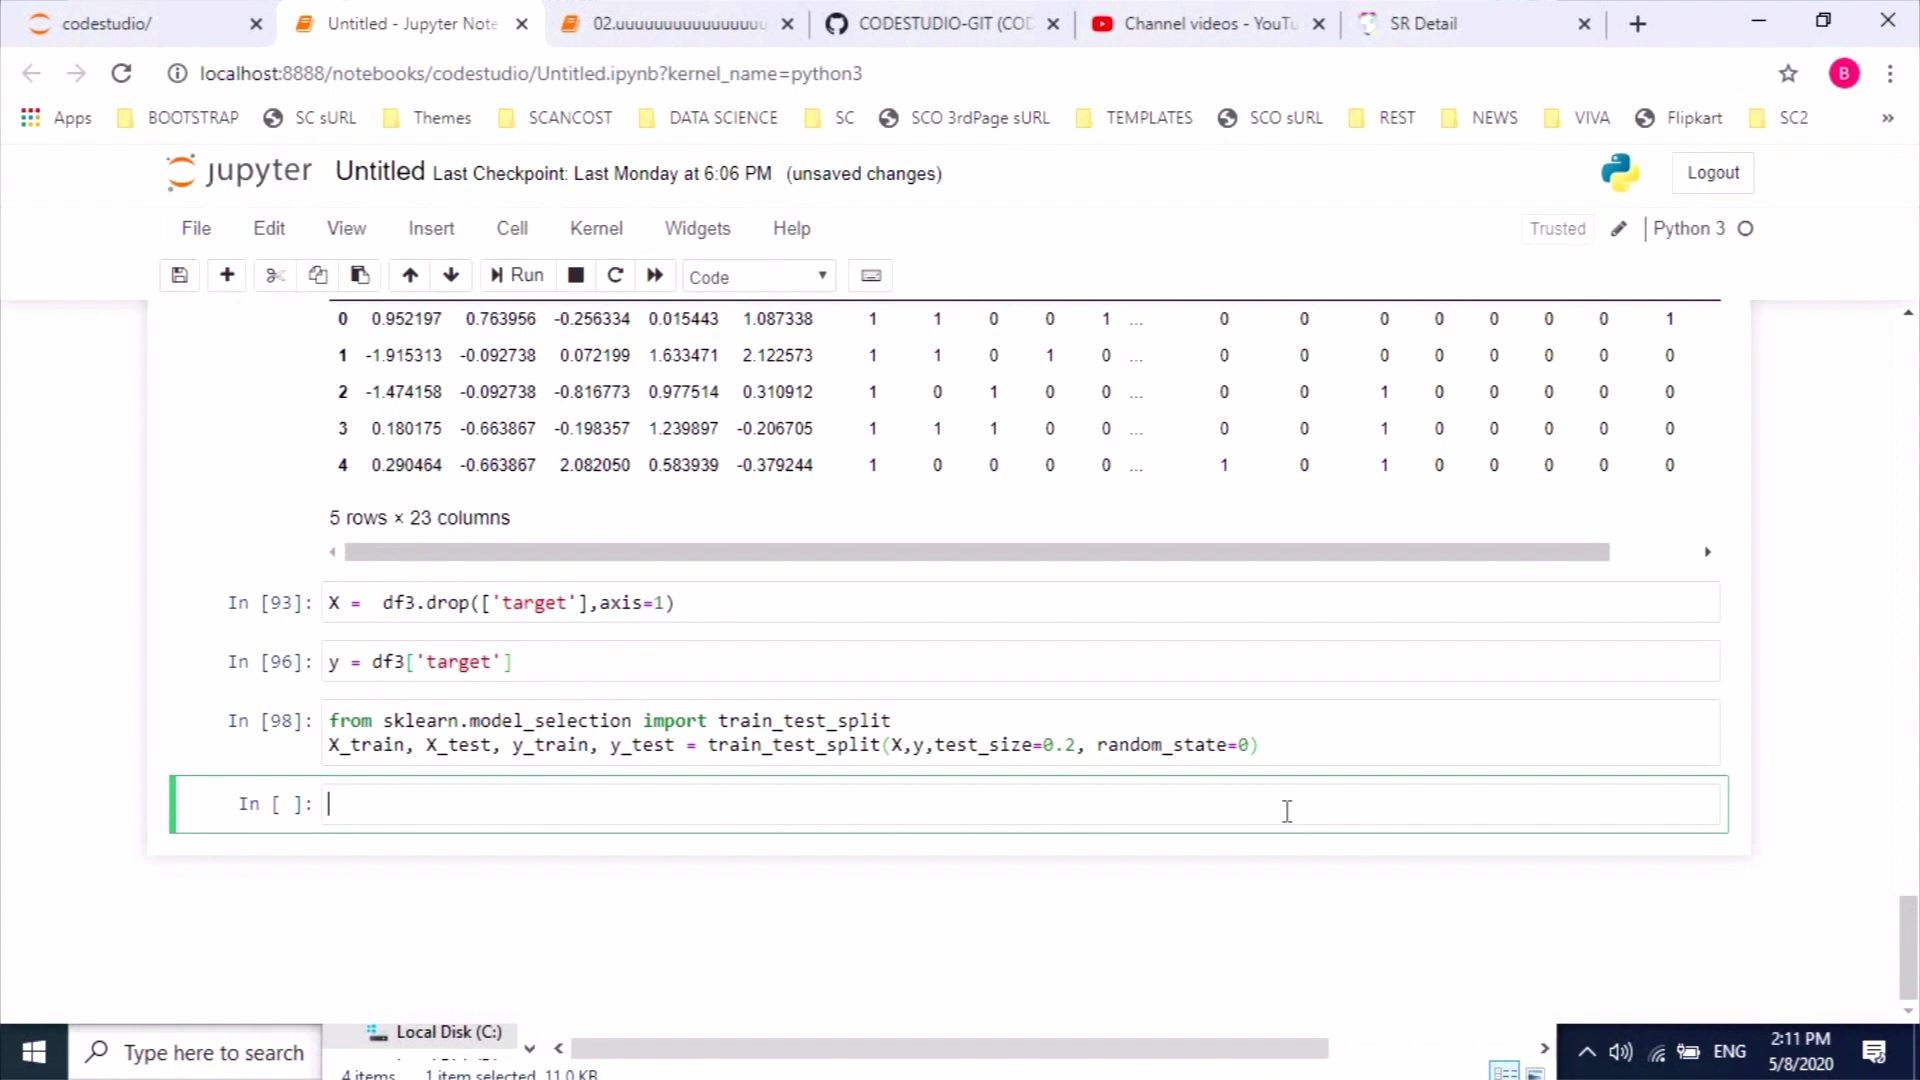 codestudio/
Untitled - Jupyter Note
02.uuuuuuuuuuuuuuuu
CODESTUDIO-GIT (COD
Channel videos - YouTu
SR Detail
localhost:8888/notebooks/codestudio/Untitled.ipynb?kernel_name=python3
B
Apps BOOTSTRAP SC sURL Themes SCANCOST DATA SCIENCE SC SCO 3rdPage sURL TEMPLATES SCO sURL REST NEWS VIVA Flipkart SC2 »
jupyter Untitled Last Checkpoint: Last Monday at 6:06 PM (unsaved changes)
Logout
File Edit View Insert Cell Kernel Widgets Help
Trusted Python 3
Run Code
0 0.952197 0.763956 -0.256334 0.015443 1.087338 1 1 0 0 1 ... 0 0 0 0 0 0 0 1
1 -1.915313 -0.092738 0.072199 1.633471 2.122573 1 1 0 1 0 ... 0 0 0 0 0 0 0 0
2 -1.474158 -0.092738 -0.816773 0.977514 0.310912 1 0 1 0 0 ... 0 0 1 0 0 0 0 0
3 0.180175 -0.663867 -0.198357 1.239897 -0.206705 1 1 1 0 0 ... 0 0 1 0 0 0 0 0
4 0.290464 -0.663867 2.082050 0.583939 -0.379244 1 0 0 0 0 ... 1 0 1 0 0 0 0 0
5 rows × 23 columns
In [93]: X = df3.drop(['target'],axis=1)
In [96]: y = df3['target']
In [98]: from sklearn.model_selection import train_test_split
X_train, X_test, y_train, y_test = train_test_split(X,y,test_size=0.2, random_state=0)
In [ ]:
Local Disk (C:)
Type here to search
4 items 1 item selected 11.0 KB
ENG
2:11 PM
5/8/2020